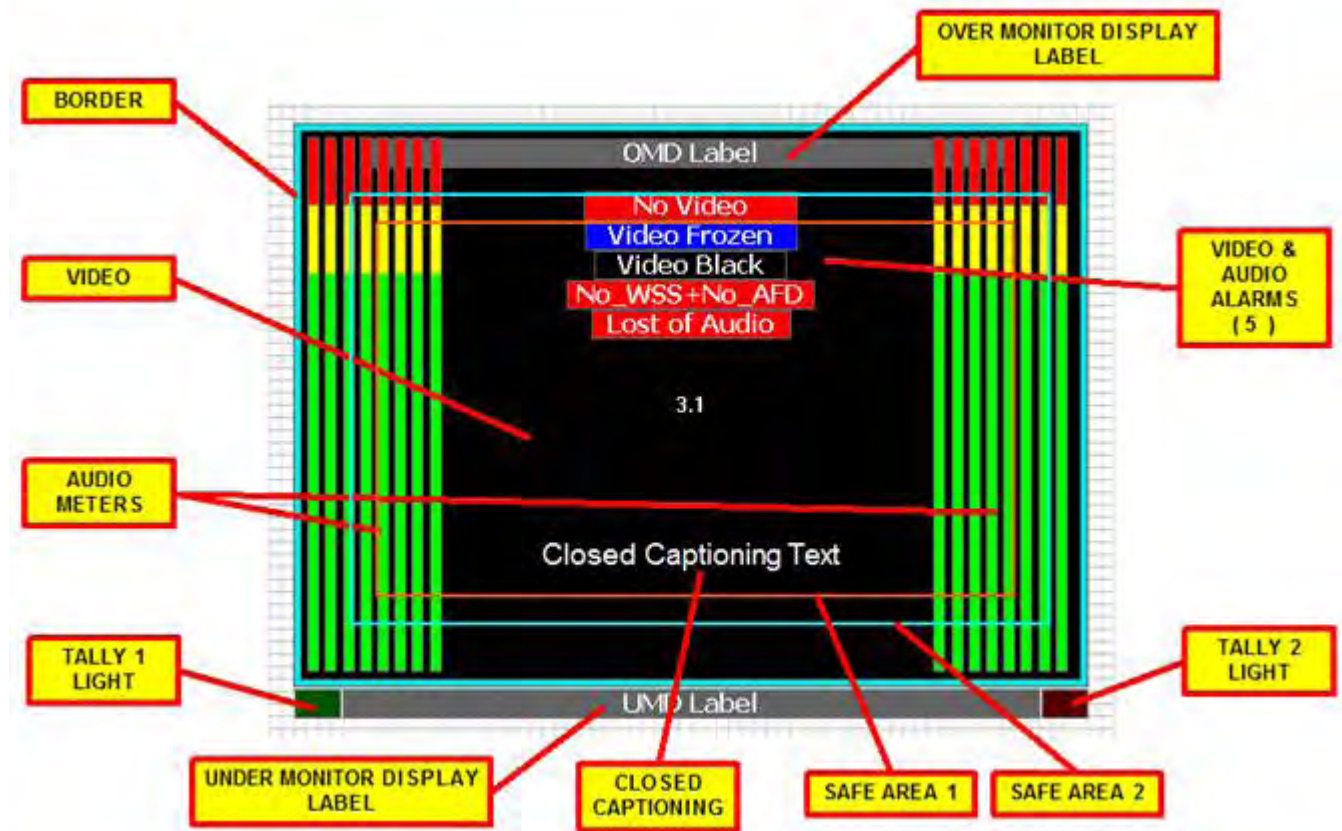 OVER MONITOR DISPLAY
LABEL
BORDER
OMD Label
No Video
Video Frozen
Video Black
No_WSS+No_AFD
Lost of Audio
VIDEO &
AUDIO
ALARMS
( 5 )
VIDEO
3.1
AUDIO
METERS
Closed Captioning Text
TALLY 1
LIGHT
TALLY 2
LIGHT
UMD Label
UNDER MONITOR DISPLAY
LABEL
CLOSED
CAPTIONING
SAFE AREA 1
SAFE AREA 2